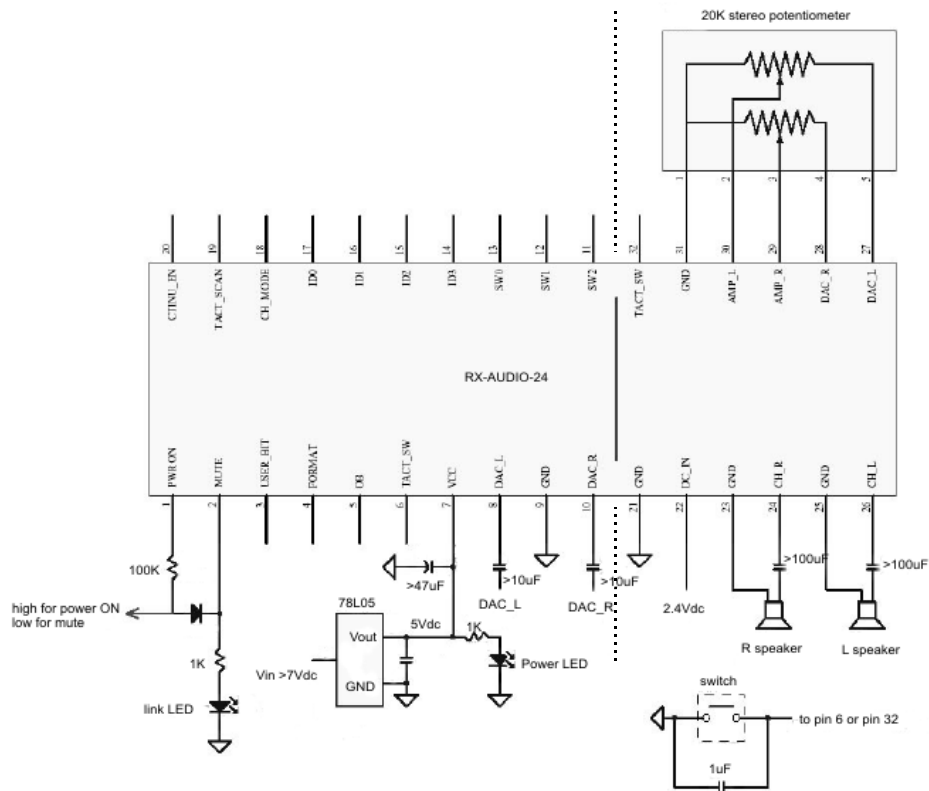 20K stereo potentiometer
1
2
3
4
5
20
19
18
17
16
15
14
13
12
11
32
31
30
29
28
27
CTINU_EN
TACT_SCAN
CH_MODE
ID0
ID1
ID2
ID3
SW0
SW1
SW2
TACT_SW
GND
AMP_L
AMP_R
DAC_R
DAC_L
RX-AUDIO-24
PWR ON
MUTE
USER_BIT
FORMAT
OB
TACT_SW
VCC
DAC_L
GND
DAC_R
GND
DC_IN
GND
CH_R
GND
CH_L
1
2
3
4
5
6
7
8
9
10
21
22
23
24
25
26
100K
>47uF
>10uF
>10uF
>100uF
>100uF
high for power ON
low for mute
78L05
DAC_L
DAC_R
2.4Vdc
Vout
5Vdc
1K
1K
Vin >7Vdc
GND
Power LED
R speaker
L speaker
link LED
switch
to pin 6 or pin 32
1uF